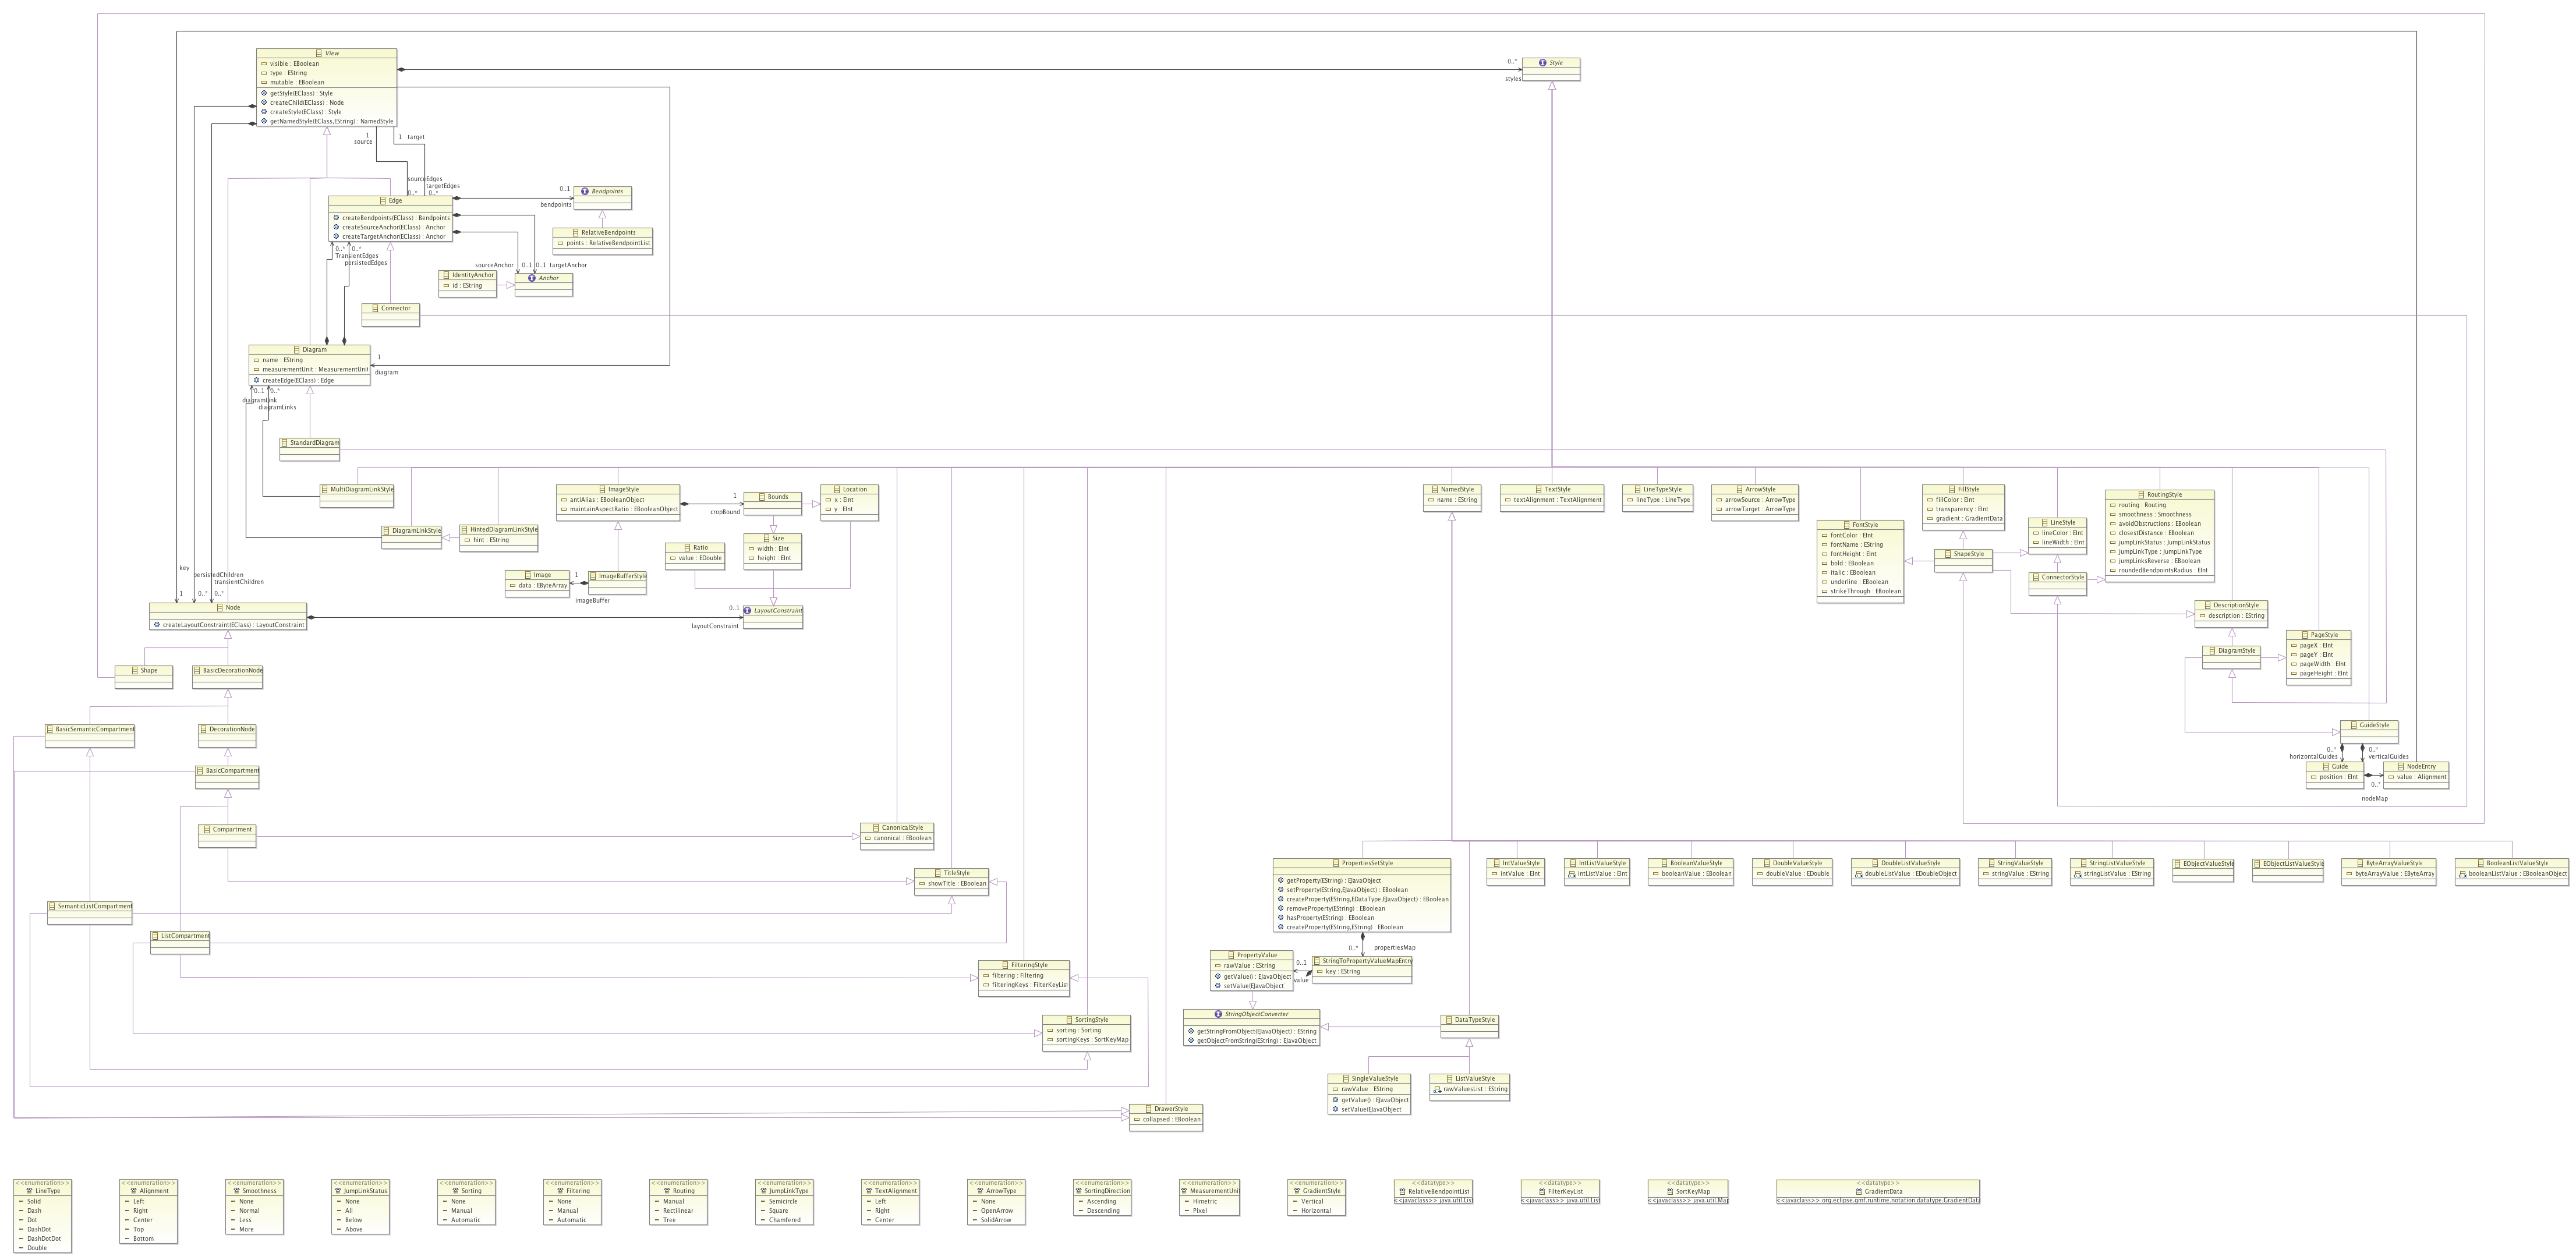 View
visible : EBoolean
type : EString
mutable : EBoolean
getStyle(EClass) : Style
createChild(EClass) : Node
createStyle(EClass) : Style
getNamedStyle(EClass,EString) : NamedStyle
0..*
styles
Style
1
source
1 target
sourceEdges
targetEdges
0..*
0..*
Edge
createBendpoints(EClass) : Bendpoints
createSourceAnchor(EClass) : Anchor
createTargetAnchor(EClass) : Anchor
0..1
bendpoints
Bendpoints
RelativeBendpoints
points : RelativeBendpointList
0..*
0..*
TransientEdges
persistedEdges
sourceAnchor
0..1
0..1
targetAnchor
IdentityAnchor
id : EString
Anchor
Connector
Diagram
name : EString
measurementUnit : MeasurementUnit
createEdge(EClass) : Edge
1
diagram
0..1
0..*
diagramLink
diagramLinks
StandardDiagram
MultiDiagramLinkStyle
DiagramLinkStyle
HintedDiagramLinkStyle
hint : EString
ImageStyle
antiAlias : EBooleanObject
maintainAspectRatio : EBooleanObject
1
cropBound
Bounds
Location
x : EInt
y : EInt
Size
width : EInt
height : EInt
Ratio
value : EDouble
Image
data : EByteArray
1
imageBuffer
ImageBufferStyle
0..1
layoutConstraint
LayoutConstraint
NamedStyle
name : EString
TextStyle
textAlignment : TextAlignment
LineTypeStyle
lineType : LineType
ArrowStyle
arrowSource : ArrowType
arrowTarget : ArrowType
FontStyle
fontColor : EInt
fontName : EString
fontHeight : EInt
bold : EBoolean
italic : EBoolean
underline : EBoolean
strikeThrough : EBoolean
FillStyle
fillColor : EInt
transparency : EInt
gradient : GradientData
ShapeStyle
LineStyle
lineColor : EInt
lineWidth : EInt
ConnectorStyle
RoutingStyle
routing : Routing
smoothness : Smoothness
avoidObstructions : EBoolean
closestDistance : EBoolean
jumpLinkStatus : JumpLinkStatus
jumpLinkType : JumpLinkType
jumpLinksReverse : EBoolean
roundedBendpointsRadius : EInt
DescriptionStyle
description : EString
DiagramStyle
PageStyle
pageX : EInt
pageY : EInt
pageWidth : EInt
pageHeight : EInt
GuideStyle
0..*
0..*
horizontalGuides
verticalGuides
Guide
position : EInt
NodeEntry
value : Alignment
0..*
nodeMap
key
persistedChildren
transientChildren
1
0..*
0..*
Node
createLayoutConstraint(EClass) : LayoutConstraint
Shape
BasicDecorationNode
BasicSemanticCompartment
DecorationNode
BasicCompartment
Compartment
CanonicalStyle
canonical : EBoolean
TitleStyle
showTitle : EBoolean
SemanticListCompartment
ListCompartment
FilteringStyle
filtering : Filtering
filteringKeys : FilterKeyList
SortingStyle
sorting : Sorting
sortingKeys : SortKeyMap
DrawerStyle
collapsed : EBoolean
PropertiesSetStyle
getProperty(EString) : EJavaObject
setProperty(EString,EJavaObject) : EBoolean
createProperty(EString,EDataType,EJavaObject) : EBoolean
removeProperty(EString) : EBoolean
hasProperty(EString) : EBoolean
createProperty(EString,EString) : EBoolean
IntValueStyle
intValue : EInt
IntListValueStyle
intListValue : EInt
BooleanValueStyle
booleanValue : EBoolean
DoubleValueStyle
doubleValue : EDouble
DoubleListValueStyle
doubleListValue : EDoubleObject
StringValueStyle
stringValue : EString
StringListValueStyle
stringListValue : EString
EObjectValueStyle
EObjectListValueStyle
ByteArrayValueStyle
byteArrayValue : EByteArray
BooleanListValueStyle
booleanListValue : EBooleanObject
0..*
propertiesMap
PropertyValue
rawValue : EString
getValue() : EJavaObject
setValue(EJavaObject
0..1
value
StringToPropertyValueMapEntry
key : EString
StringObjectConverter
getStringFromObject(EJavaObject) : EString
getObjectFromString(EString) : EJavaObject
DataTypeStyle
SingleValueStyle
rawValue : EString
getValue() : EJavaObject
setValue(EJavaObject
ListValueStyle
rawValuesList : EString
<<enumeration>>
LineType
Solid
Dash
Dot
DashDot
DashDotDot
Double
<<enumeration>>
Alignment
Left
Right
Center
Top
Bottom
<<enumeration>>
Smoothness
None
Normal
Less
More
<<enumeration>>
JumpLinkStatus
None
All
Below
Above
<<enumeration>>
Sorting
None
Manual
Automatic
<<enumeration>>
Filtering
None
Manual
Automatic
<<enumeration>>
Routing
Manual
Rectilinear
Tree
<<enumeration>>
JumpLinkType
Semicircle
Square
Chamfered
<<enumeration>>
TextAlignment
Left
Right
Center
<<enumeration>>
ArrowType
None
OpenArrow
SolidArrow
<<enumeration>>
SortingDirection
Ascending
Descending
<<enumeration>>
MeasurementUnit
Himetric
Pixel
<<enumeration>>
GradientStyle
Vertical
Horizontal
<<datatype>>
RelativeBendpointList
<<javaclass>> java.util.List
<<datatype>>
FilterKeyList
<<javaclass>> java.util.List
<<datatype>>
SortKeyMap
<<javaclass>> java.util.Map
<<datatype>>
GradientData
<<javaclass>> org.eclipse.gmf.runtime.notation.datatype.GradientData